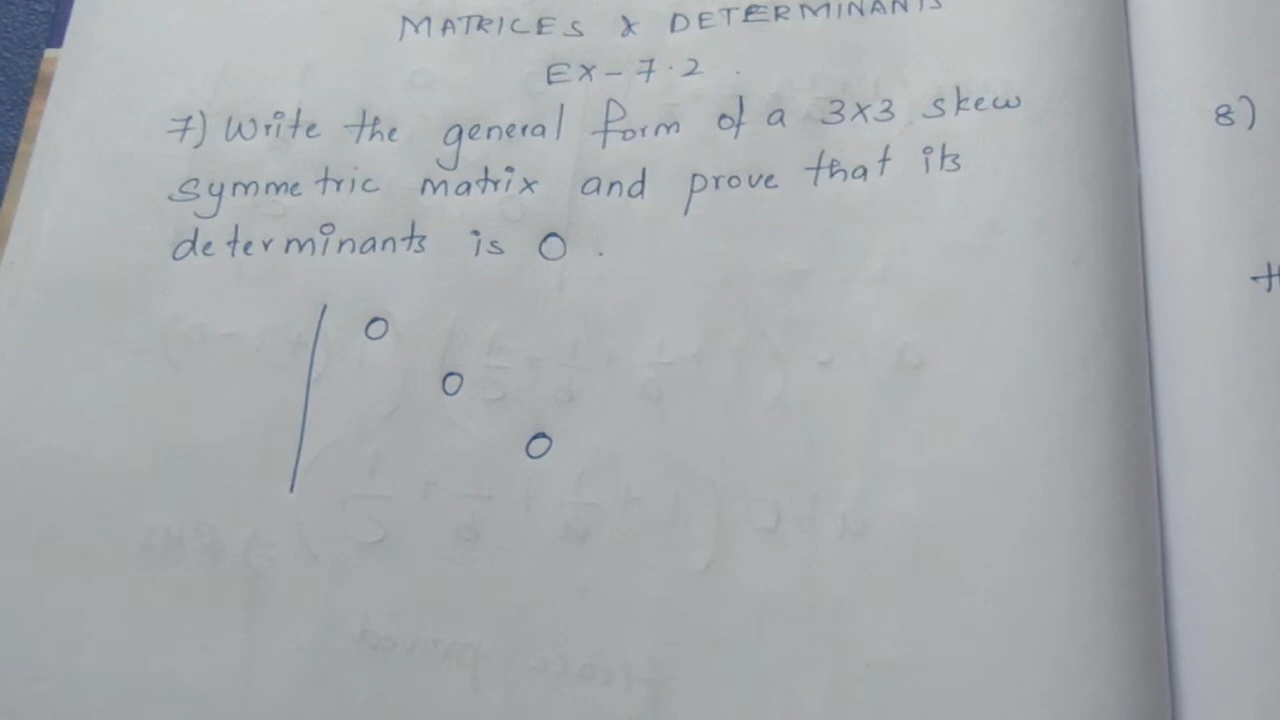 MATRICES & DETERMINANTS
EX-7.2.
7) Write the general form of a 3x3 skew
symmetric matrix and prove that its
determinants is 0.
| 0
0
0
8)